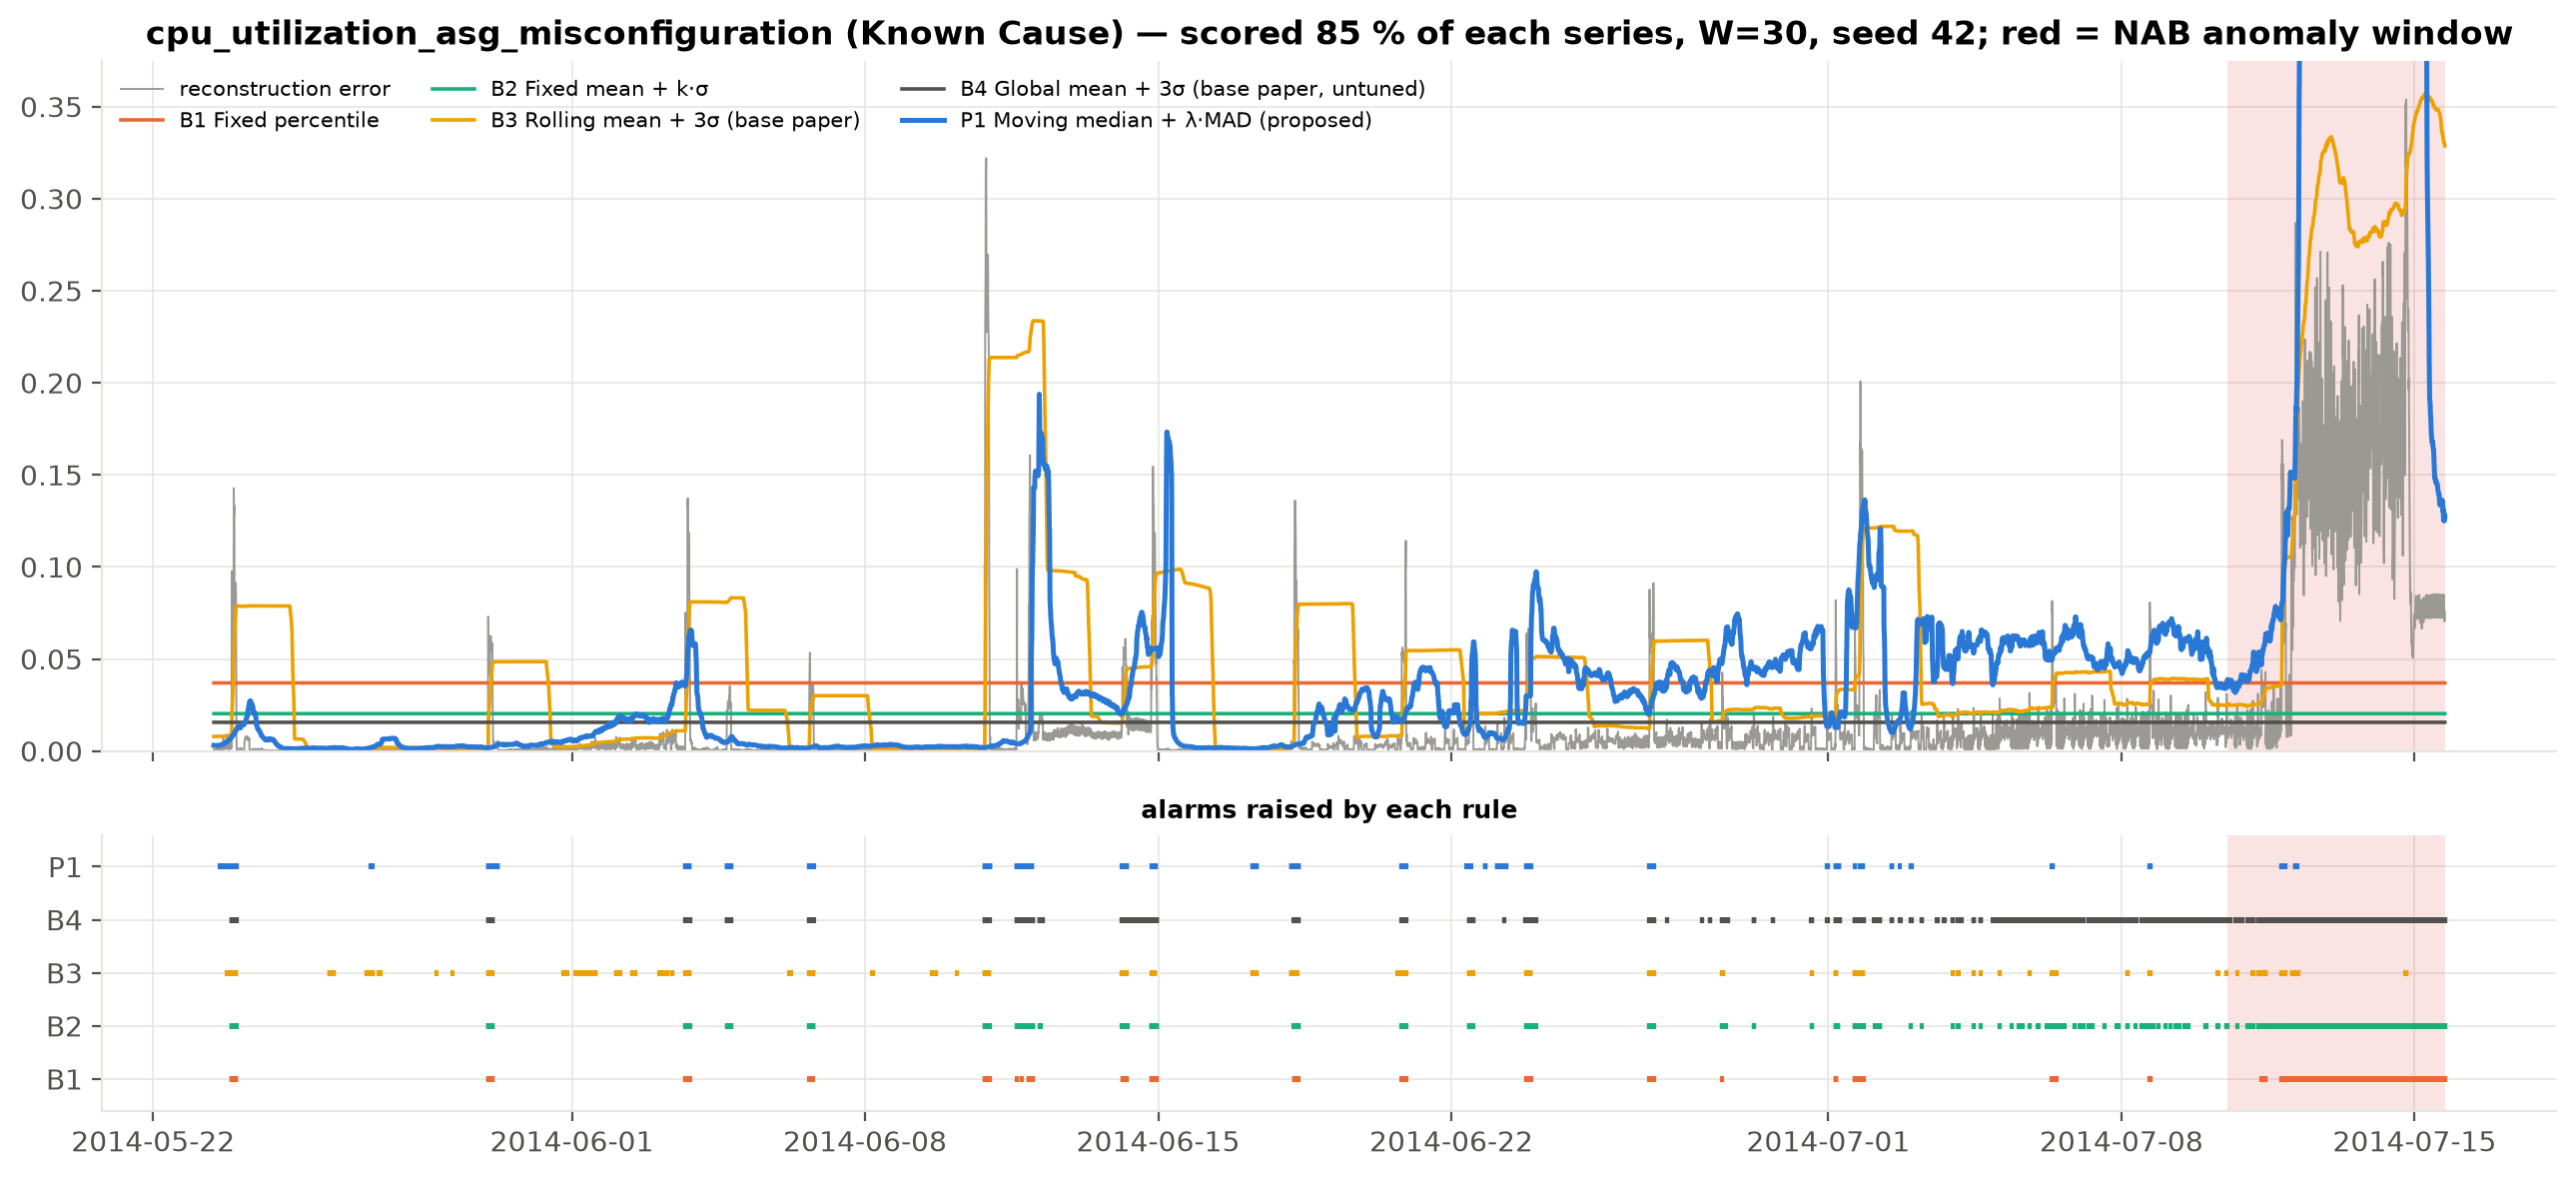 cpu_utilization_asg_misconfiguration (Known Cause) — scored 85 % of each series, W=30, seed 42; red = NAB anomaly window
reconstruction error
B1 Fixed percentile
B2 Fixed mean + k·σ
B3 Rolling mean + 3σ (base paper)
B4 Global mean + 3σ (base paper, untuned)
P1 Moving median + λ·MAD (proposed)
0.35
0.30
0.25
0.20
0.15
0.10
0.05
0.00
alarms raised by each rule
P1
B4
B3
B2
B1
2014-05-22
2014-06-01
2014-06-08
2014-06-15
2014-06-22
2014-07-01
2014-07-08
2014-07-15